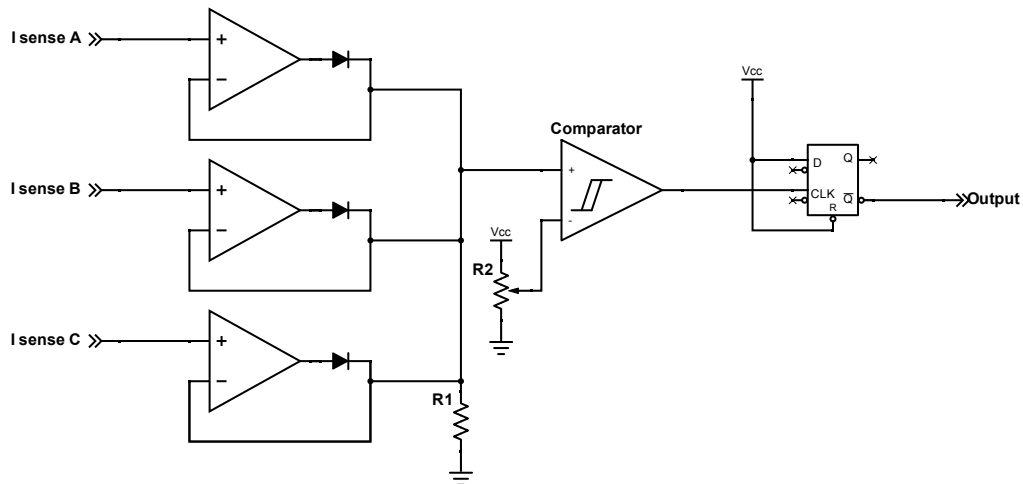 I sense A
+
−
Vcc
Comparator
D
Q
I sense B
+
−
+
-
CLK
R
Q̅
Output
Vcc
R2
I sense C
+
−
R1